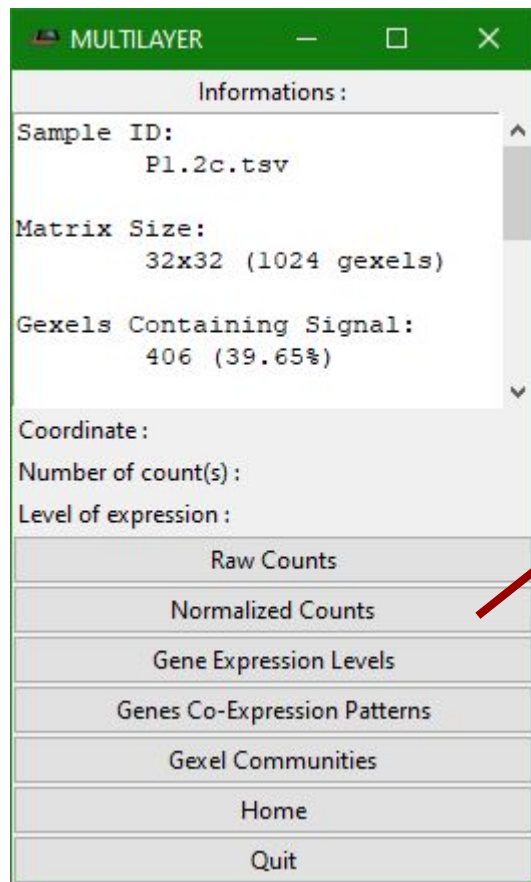 MULTILAYER
Informations :
Sample ID:
P1.2c.tsv
Matrix Size:
32x32 (1024 gexels)
Gexels Containing Signal:
406 (39.65%)
Coordinate :
Number of count(s) :
Level of expression :
Raw Counts
Normalized Counts
Gene Expression Levels
Genes Co-Expression Patterns
Gexel Communities
Home
Quit